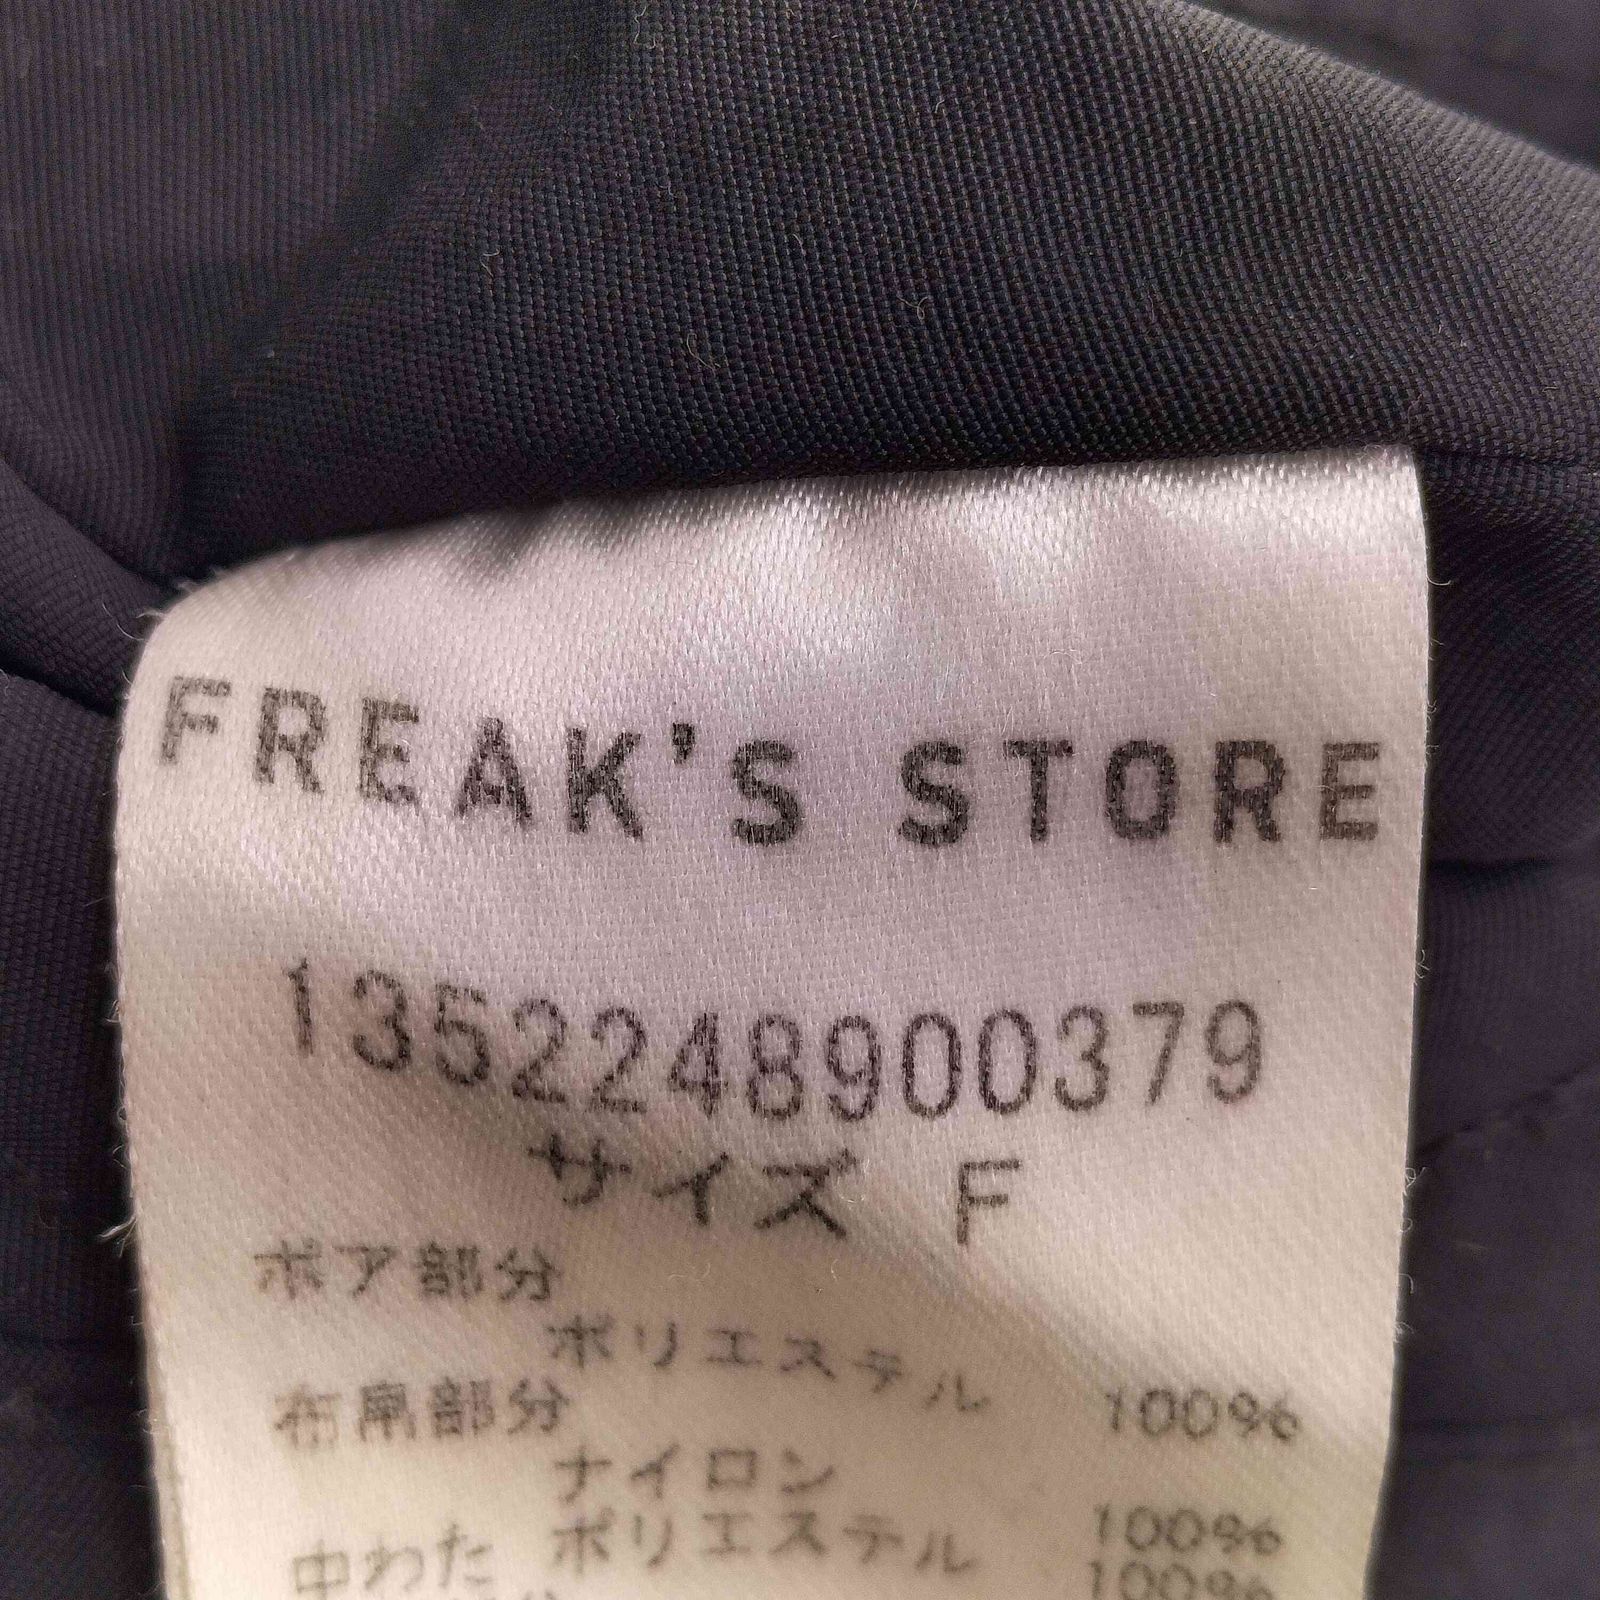 FREAK'S STORE
1352248900379
サイズ F
ボア部分
ポリエステル 100%
布帛部分
ナイロン 100%
中わた ポリエステル 100%